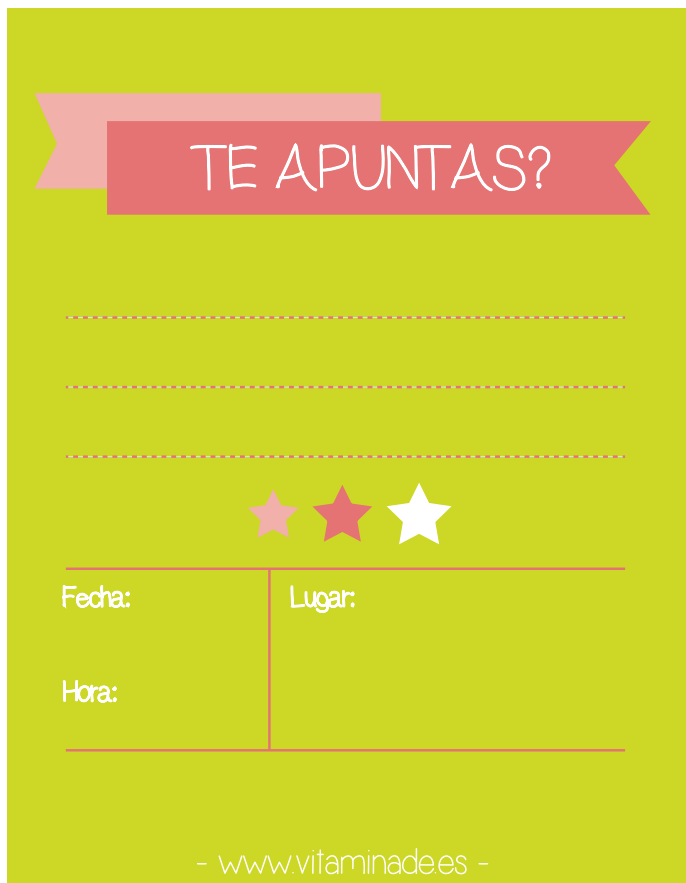 TE APUNTAS?
Fecha:
Lugar:
Hora:
- www.vitaminade.es -